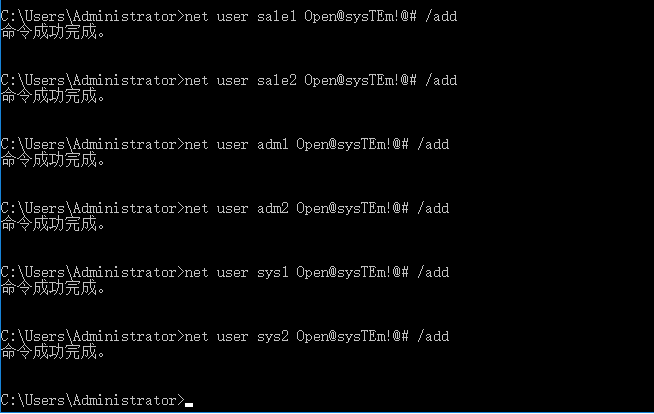 C:\Users\Administrator>net user sale1 Open@sysTEm!@# /add
命令成功完成。
C:\Users\Administrator>net user sale2 Open@sysTEm!@# /add
命令成功完成。
C:\Users\Administrator>net user adm1 Open@sysTEm!@# /add
命令成功完成。
C:\Users\Administrator>net user adm2 Open@sysTEm!@# /add
命令成功完成。
C:\Users\Administrator>net user sys1 Open@sysTEm!@# /add
命令成功完成。
C:\Users\Administrator>net user sys2 Open@sysTEm!@# /add
命令成功完成。
C:\Users\Administrator>